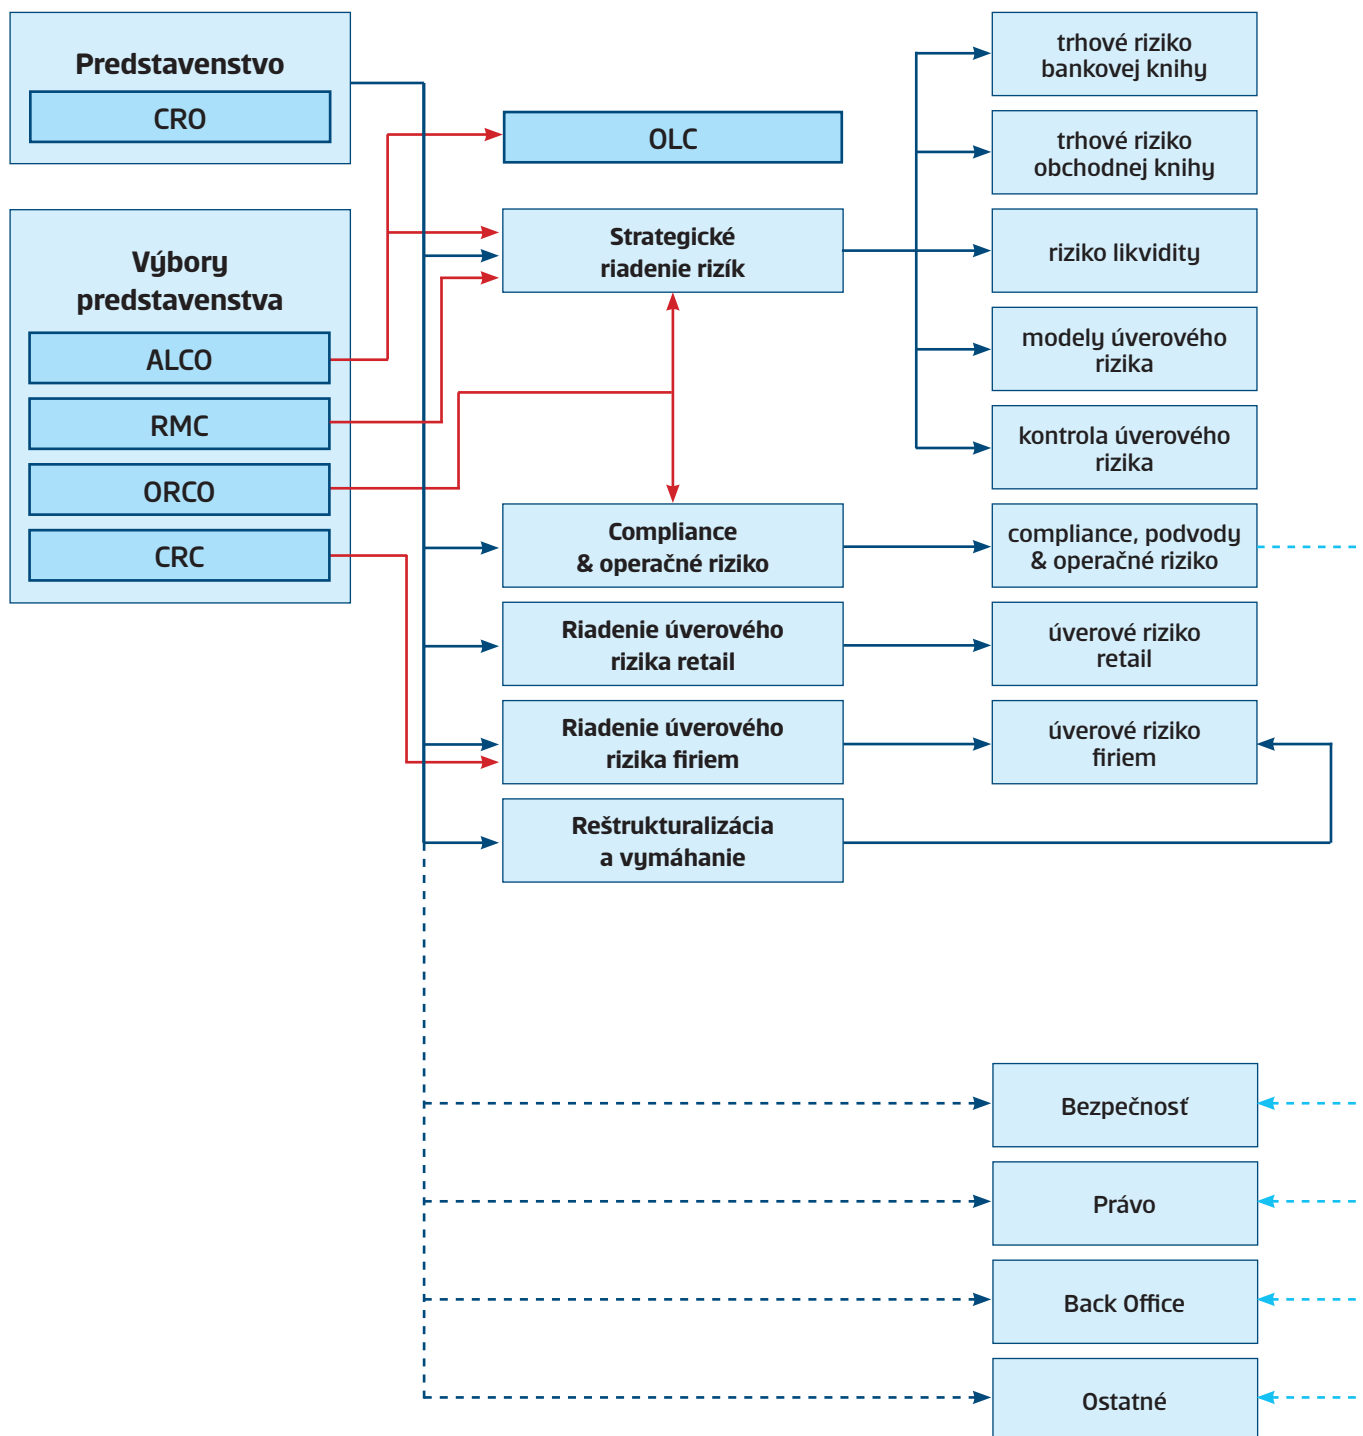 Predstavenstvo
CRO
Výbory
predstavenstva
ALCO
RMC
ORCO
CRC
OLC
Strategické
riadenie rizík
Compliance
& operačné riziko
Riadenie úverového
rizika retail
Riadenie úverového
rizika firiem
Reštrukturalizácia
a vymáhanie
trhové riziko
bankovej knihy
trhové riziko
obchodnej knihy
riziko likvidity
modely úverového
rizika
kontrola úverového
rizika
compliance, podvody
& operačné riziko
úverové riziko
retail
úverové riziko
firiem
Bezpečnosť
Právo
Back Office
Ostatné